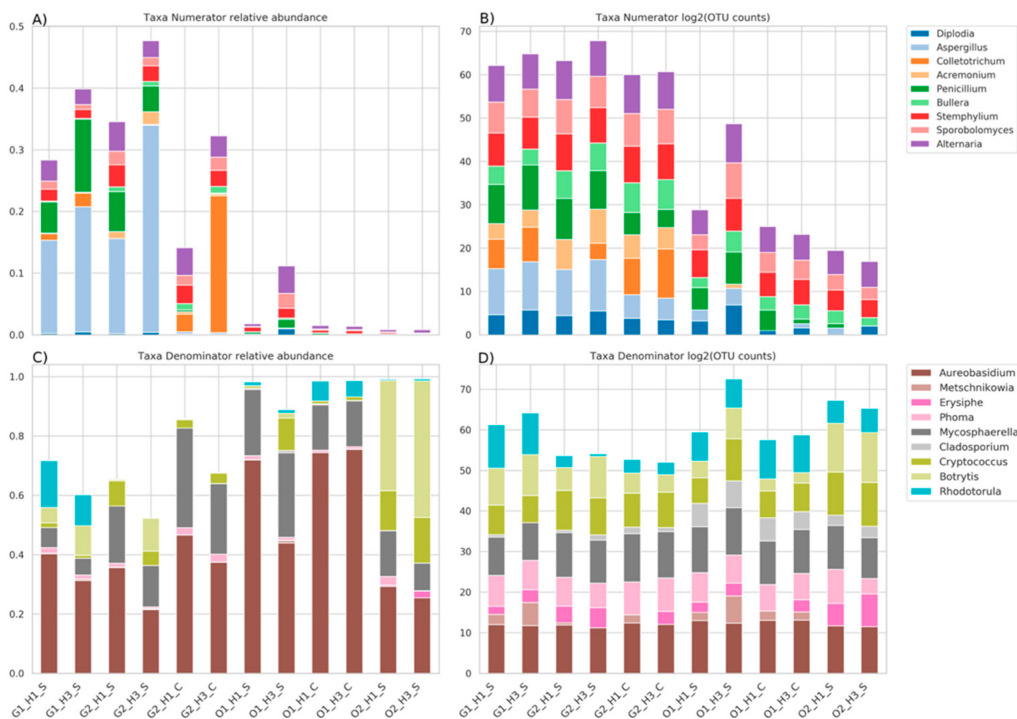 A)
Taxa Numerator relative abundance
0.5
0.4
0.3
0.2
0.1
0.0
B)
Taxa Numerator log2(OTU counts)
70
60
50
40
30
20
10
0
Diplodia
Aspergillus
Colletotrichum
Acremonium
Penicillium
Bullera
Stemphylium
Sporobolomyces
Alternaria
C)
Taxa Denominator relative abundance
1.0
0.8
0.6
0.4
0.2
0.0
G1_H1_S
G1_H3_S
G2_H1_S
G2_H3_S
G2_H1_C
G2_H3_C
O1_H1_S
O1_H3_S
O1_H1_C
O1_H3_C
O2_H1_S
O2_H3_S
D)
Taxa Denominator log2(OTU counts)
70
60
50
40
30
20
10
0
G1_H1_S
G1_H3_S
G2_H1_S
G2_H3_S
G2_H1_C
G2_H3_C
O1_H1_S
O1_H3_S
O1_H1_C
O1_H3_C
O2_H1_S
O2_H3_S
Aureobasidium
Metschnikowia
Erysiphe
Phoma
Mycosphaerella
Cladosporium
Cryptococcus
Botrytis
Rhodotorula